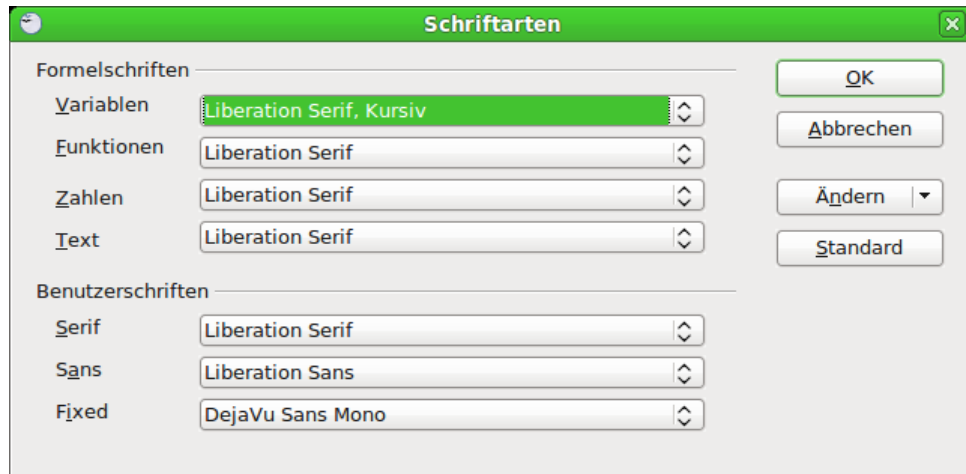 Schriftarten
Formelschriften
Variablen Liberation Serif, Kursiv
Funktionen Liberation Serif
Zahlen Liberation Serif
Text Liberation Serif
Benutzerschriften
Serif Liberation Serif
Sans Liberation Sans
Fixed DejaVu Sans Mono
OK
Abbrechen
Ändern
Standard